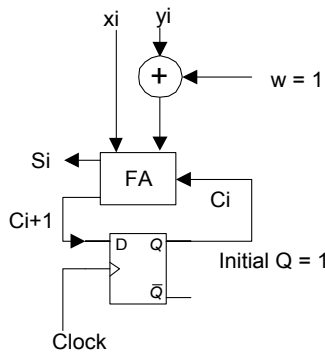 xi
yi
+
w = 1
Si
FA
Ci
Ci+1
D
Q
Q̅
Initial Q = 1
Clock